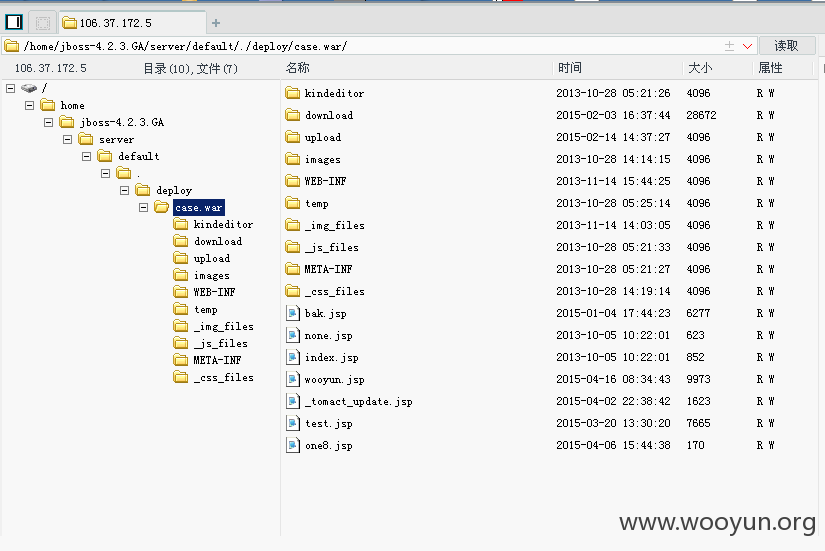 106.37.172.5
/home/jboss-4.2.3.GA/server/default/./deploy/case.war/ 读取
106.37.172.5 目录(10),文件(7) 名称 时间 大小 属性
/
home
jboss-4.2.3.GA
server
default
.
deploy
case.war
kindeditor
download
upload
images
WEB-INF
temp
_img_files
_js_files
META-INF
_css_files
kindeditor 2013-10-28 05:21:26 4096 R W
download 2015-02-03 16:37:44 28672 R W
upload 2015-02-14 14:37:27 4096 R W
images 2013-10-28 14:14:15 4096 R W
WEB-INF 2013-11-14 15:44:25 4096 R W
temp 2013-10-28 05:25:14 4096 R W
_img_files 2013-11-14 14:03:05 4096 R W
_js_files 2013-10-28 05:21:33 4096 R W
META-INF 2013-10-28 05:21:27 4096 R W
_css_files 2013-10-28 14:19:14 4096 R W
bak.jsp 2015-01-04 17:44:23 6277 R W
none.jsp 2013-10-05 10:22:01 623 R W
index.jsp 2013-10-05 10:22:01 852 R W
wooyun.jsp 2015-04-16 08:34:43 9973 R W
_tomact_update.jsp 2015-04-02 22:38:42 1623 R W
test.jsp 2015-03-20 13:30:20 7665 R W
one8.jsp 2015-04-06 15:44:38 170 R W
www.wooyun.org